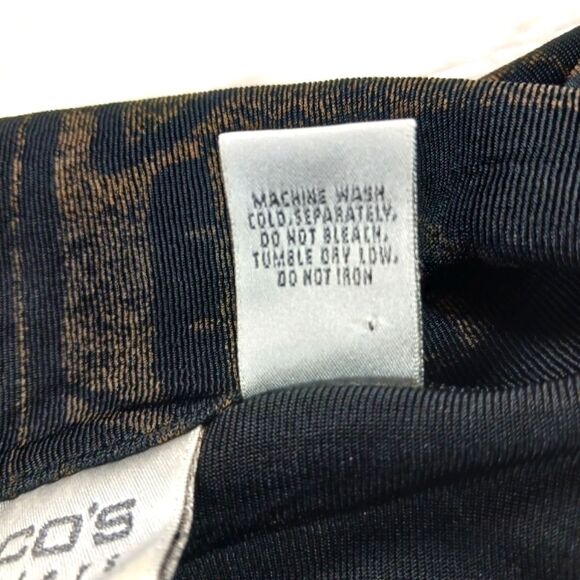 MACHINE WASH
COLD, SEPARATELY.
DO NOT BLEACH.
TUMBLE DRY LOW.
DO NOT IRON
CO'S